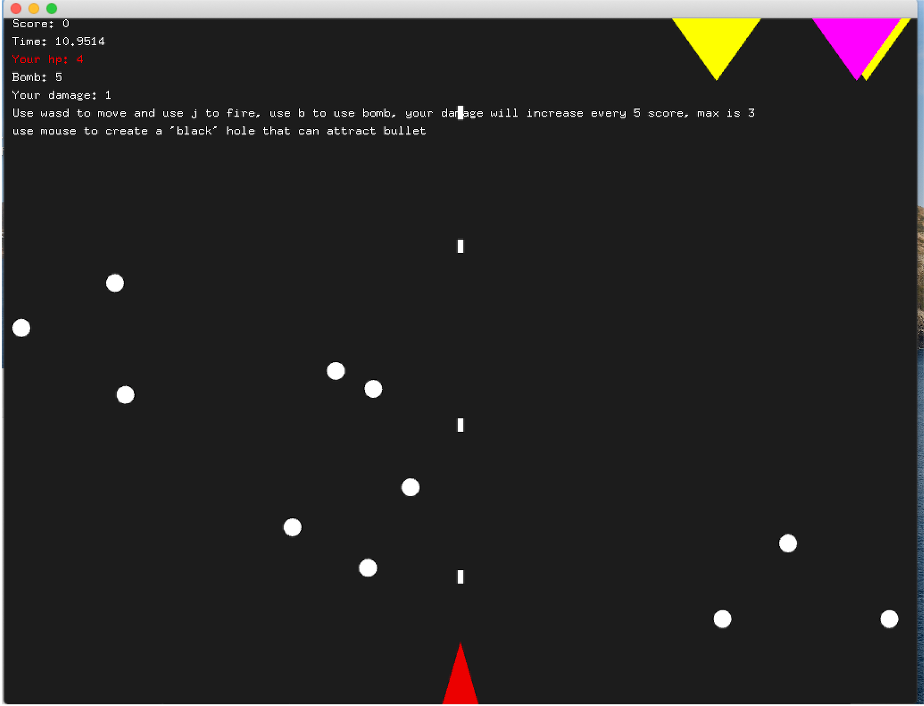 Score: 0
Time: 10.9514
Your hp: 4
Bomb: 5
Your damage: 1
Use wasd to move and use j to fire, use b to use bomb, your damage will increase every 5 score, max is 3
use mouse to create a "black" hole that can attract bullet